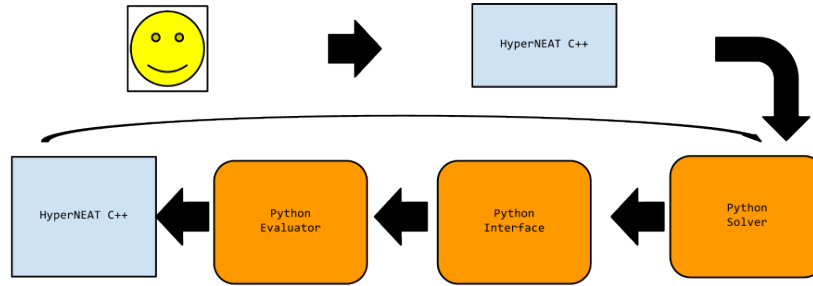 HyperNEAT C++
HyperNEAT C++
Python
Evaluator
Python
Interface
Python
Solver